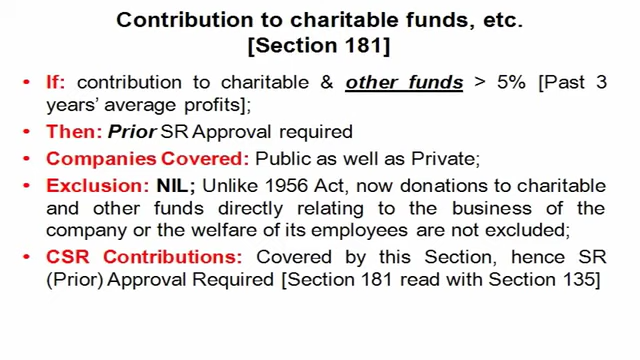 Contribution to charitable funds, etc.
[Section 181]
• If: contribution to charitable & other funds > 5% [Past 3
years' average profits];
• Then: Prior SR Approval required
• Companies Covered: Public as well as Private;
• Exclusion: NIL; Unlike 1956 Act, now donations to charitable
and other funds directly relating to the business of the
company or the welfare of its employees are not excluded;
• CSR Contributions: Covered by this Section, hence SR
(Prior) Approval Required [Section 181 read with Section 135]